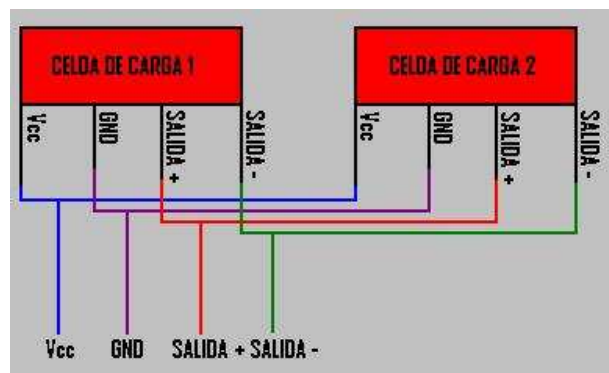 CELDA DE CARGA 1
CELDA DE CARGA 2
Vcc
GND
SALIDA +
SALIDA -
Vcc
GND
SALIDA +
SALIDA -
Vcc GND SALIDA + SALIDA -